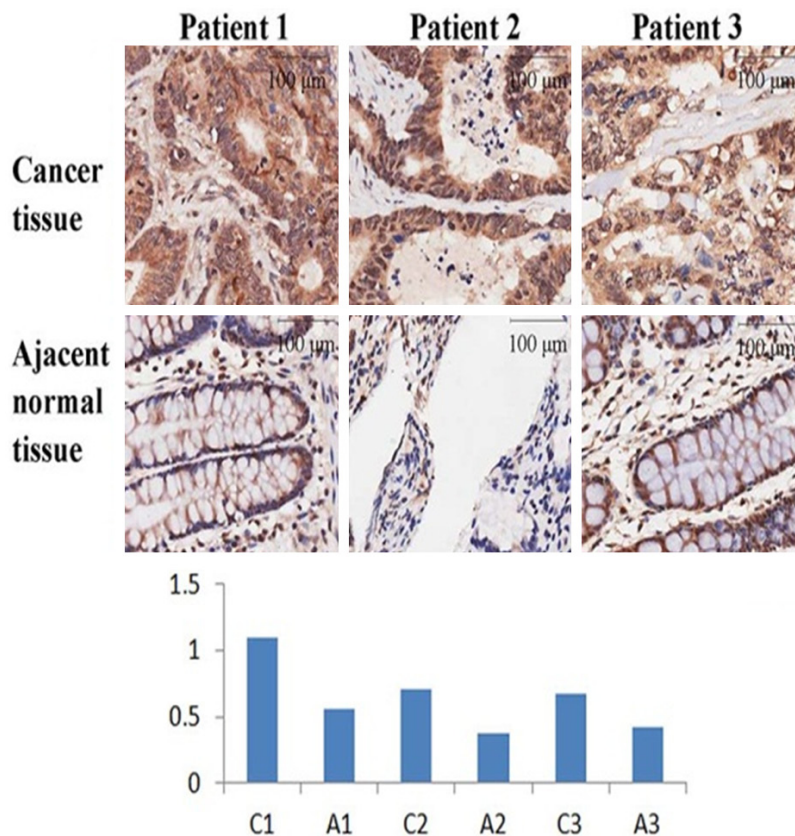 Patient 1 Patient 2 Patient 3
100 µm 100 µm 100 µm
Cancer
tissue
Ajacent
normal
tissue
100 µm 100 µm 100 µm
1.5
1
0.5
0
C1 A1 C2 A2 C3 A3